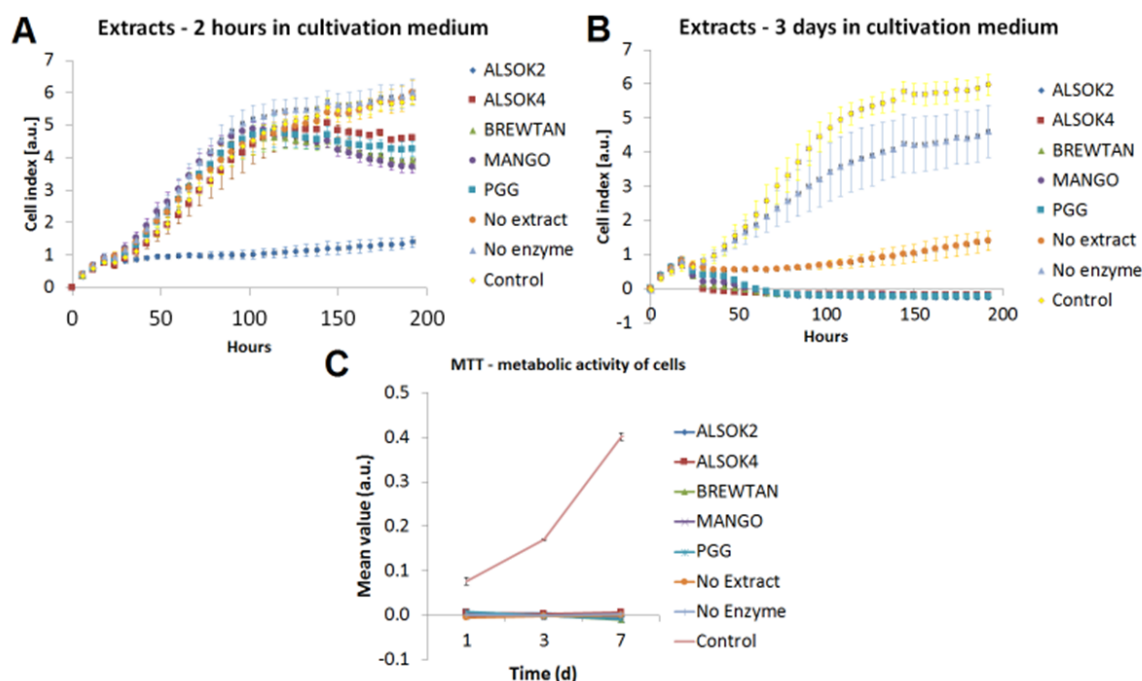 A
Extracts - 2 hours in cultivation medium
7
6
5
4
3
2
1
0
Cell index [a.u.]
0 50 100 150 200
Hours
ALSOK2
ALSOK4
BREWTAN
MANGO
PGG
No extract
No enzyme
Control
B
Extracts - 3 days in cultivation medium
7
6
5
4
3
2
1
0
-1
Cell index [a.u.]
0 50 100 150 200
Hours
ALSOK2
ALSOK4
BREWTAN
MANGO
PGG
No extract
No enzyme
Control
C
MTT - metabolic activity of cells
0.5
0.4
0.3
0.2
0.1
0.0
-0.1
Mean value (a.u.)
1 3 7
Time (d)
ALSOK2
ALSOK4
BREWTAN
MANGO
PGG
No Extract
No Enzyme
Control